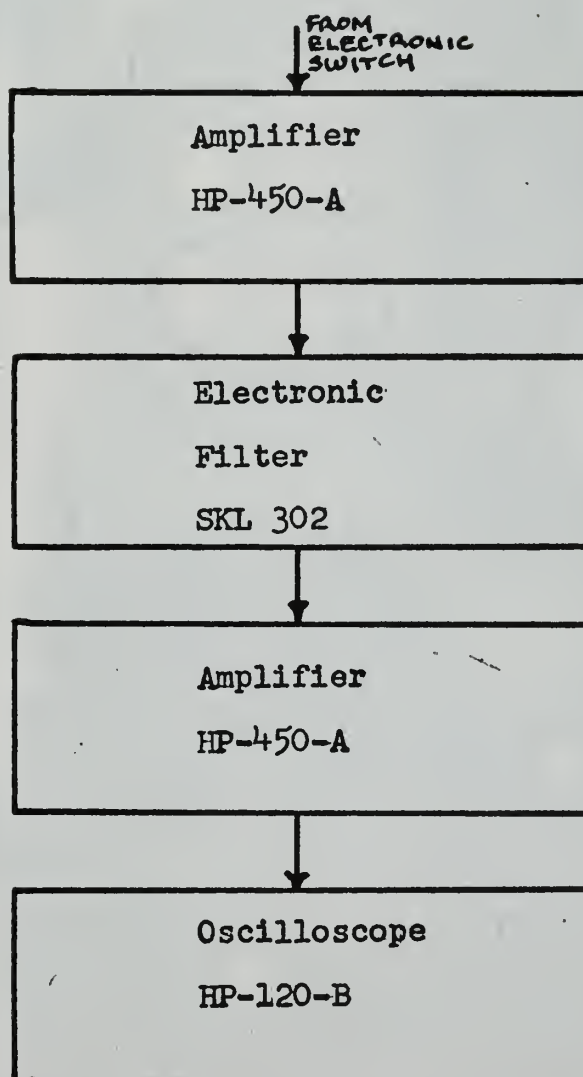 FROM
ELECTRONIC
SWITCH
Amplifier
HP-450-A
Electronic
Filter
SKL 302
Amplifier
HP-450-A
Oscilloscope
HP-120-B